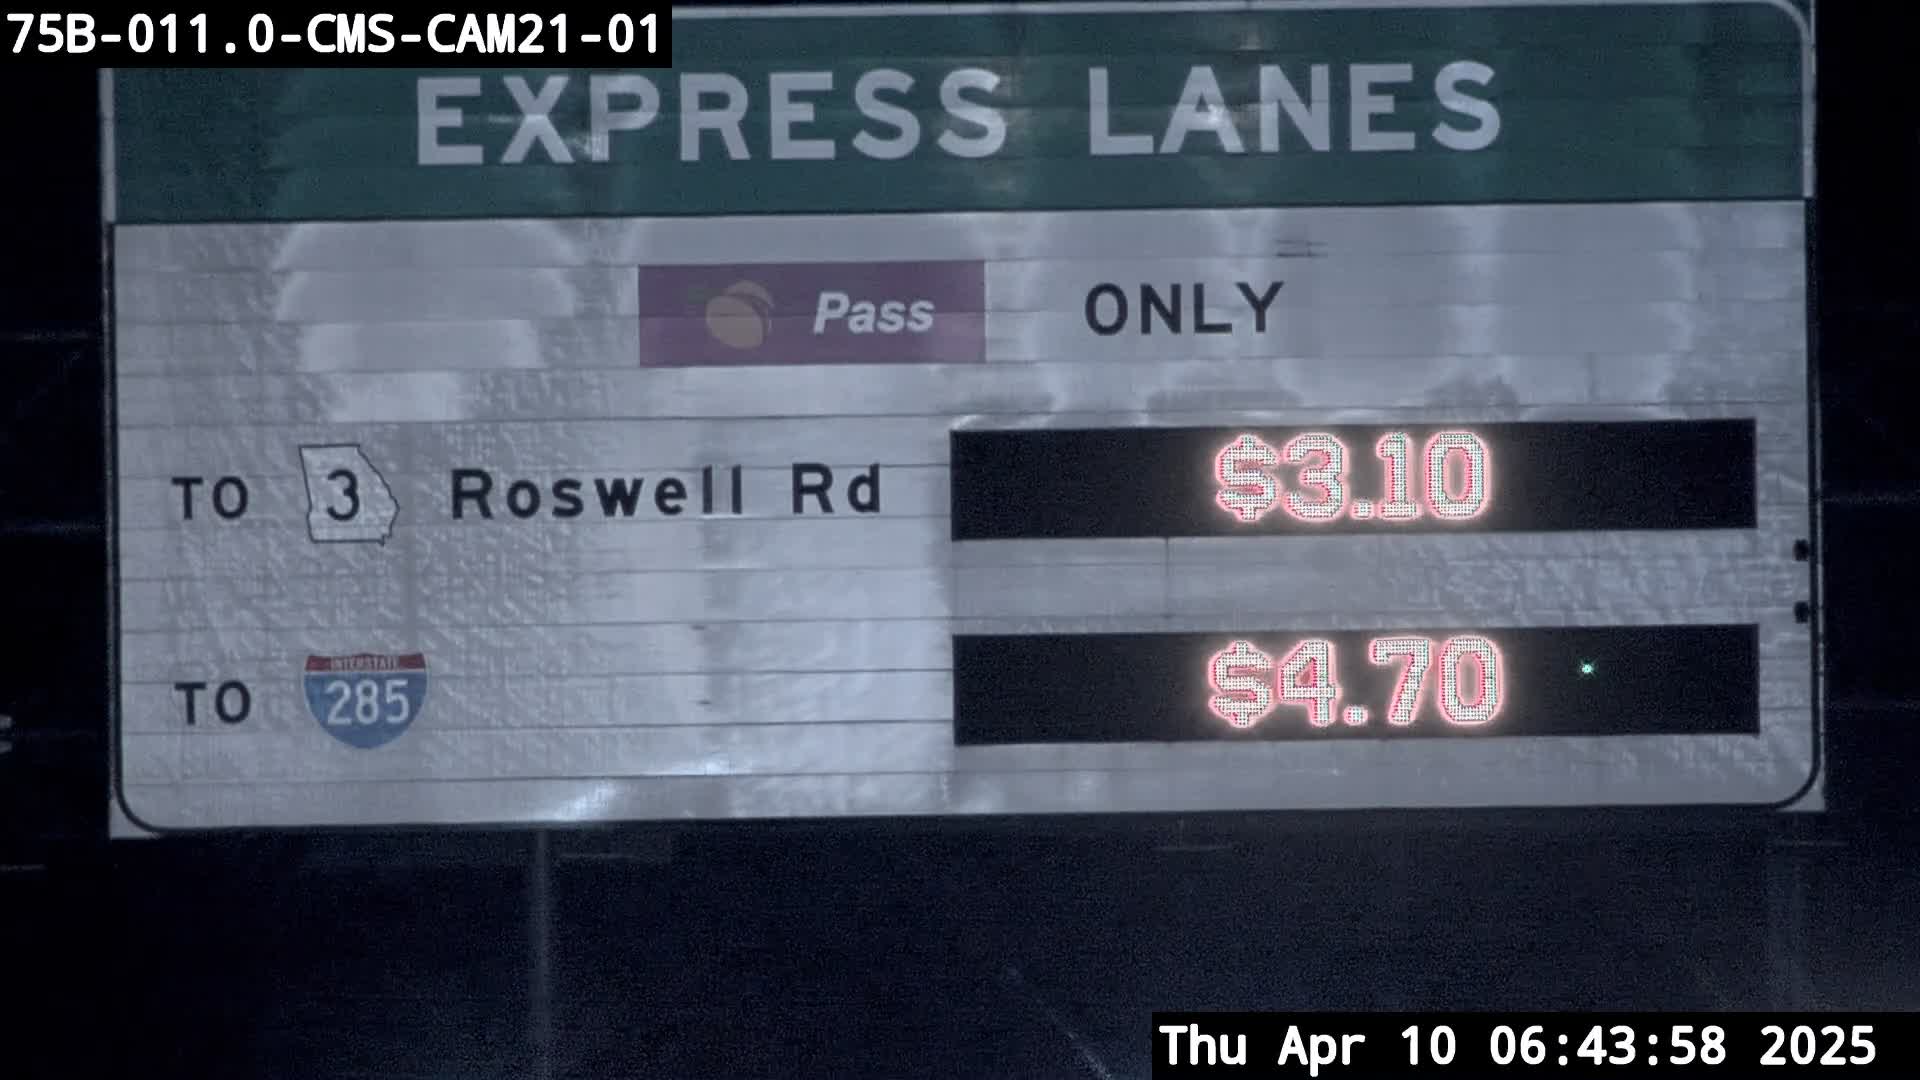 75B-011.0-CMS-CAM21-01
EXPRESS LANES
Pass ONLY
TO 3 Roswell Rd $3.10
INTERSTATE
TO 285 $4.70
Thu Apr 10 06:43:58 2025